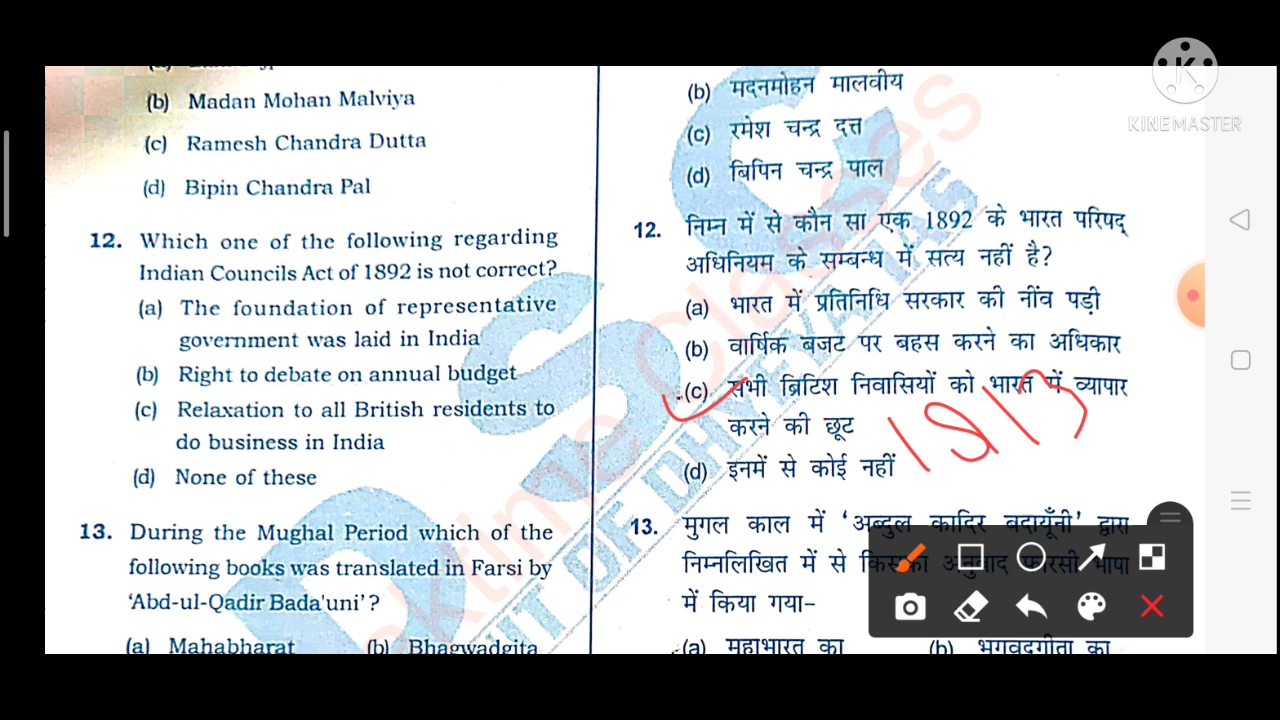 (b) Madan Mohan Malviya
(c) Ramesh Chandra Dutta
(d) Bipin Chandra Pal
12. Which one of the following regarding
Indian Councils Act of 1892 is not correct?
(a) The foundation of representative
government was laid in India
(b) Right to debate on annual budget
(c) Relaxation to all British residents to
do business in India
(d) None of these
13. During the Mughal Period which of the
following books was translated in Farsi by
‘Abd-ul-Qadir Bada'uni’?
(a) Mahabharat (b) Bhagwadgita
(b) मदनमोहन मालवीय
(c) रमेश चन्द्र दत्त
(d) बिपिन चन्द्र पाल
12. निम्न में से कौन सा एक 1892 के भारत परिषद्
अधिनियम के सम्बन्ध में सत्य नहीं है?
(a) भारत में प्रतिनिधि सरकार की नींव पड़ी
(b) वार्षिक बजट पर बहस करने का अधिकार
(c) सभी ब्रिटिश निवासियों को भारत में व्यापार
करने की छूट
1813
(d) इनमें से कोई नहीं
13. मुगल काल में ‘अब्दुल कादिर बदायूँनी’ द्वारा
निम्नलिखित में से किसका अनुवाद फारसी भाषा
में किया गया-
(a) महाभारत का (b) भगवदगीता का
KINEMASTER